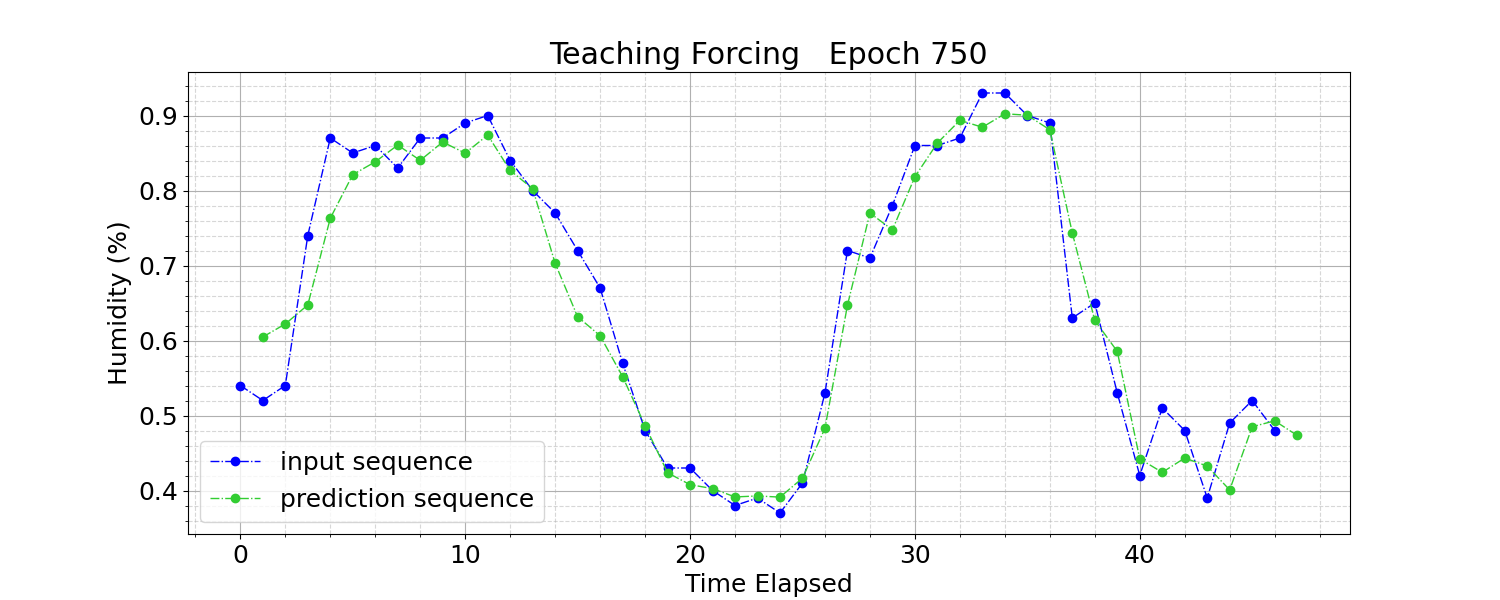 Teaching Forcing   Epoch 750
Humidity (%)
0.9
0.8
0.7
0.6
0.5
0.4
input sequence
prediction sequence
0 10 20 30 40
Time Elapsed